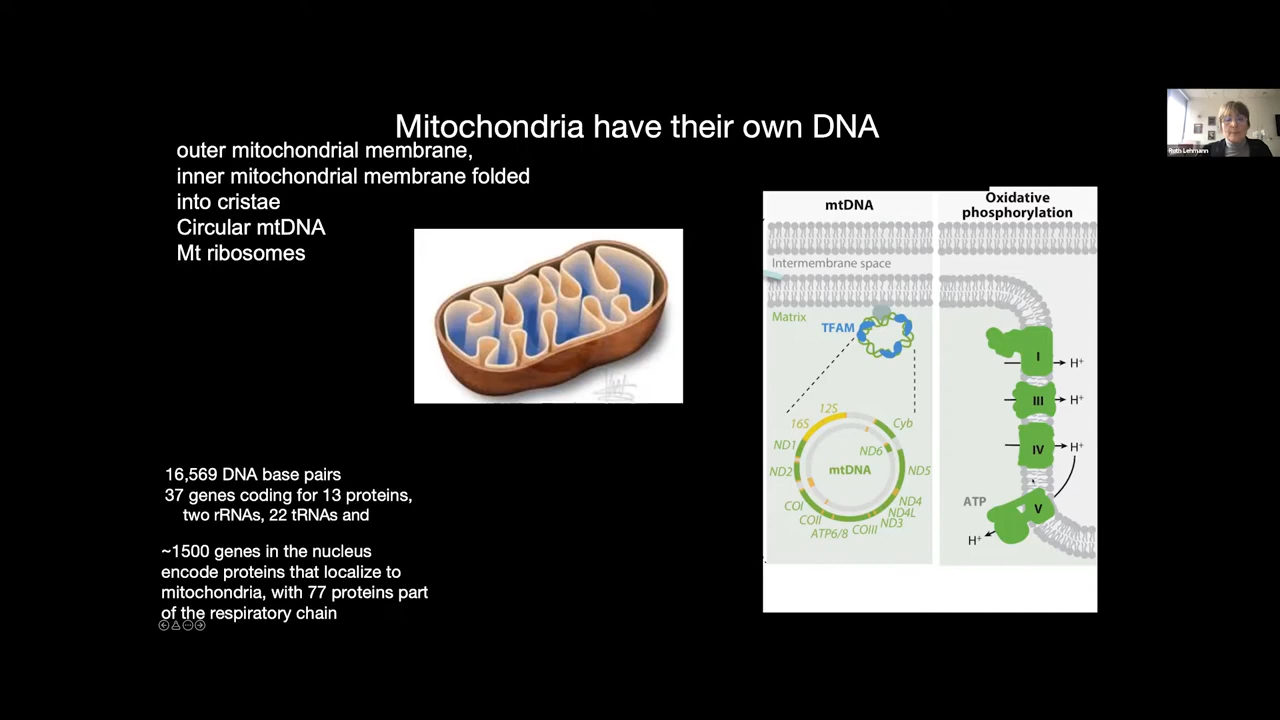 Mitochondria have their own DNA
outer mitochondrial membrane,
inner mitochondrial membrane folded
into cristae
Circular mtDNA
Mt ribosomes
16,569 DNA base pairs
37 genes coding for 13 proteins,
two rRNAs, 22 tRNAs and
~1500 genes in the nucleus
encode proteins that localize to
mitochondria, with 77 proteins part
of the respiratory chain
mtDNA
Intermembrane space
Matrix
TFAM
12S
16S
Cyb
ND1
ND6
ND2
mtDNA
ND5
COI
ND4
COII
ND4L
ATP6/8
COIII
ND3
Oxidative
phosphorylation
I
H⁺
III
H⁺
IV
H⁺
ATP
V
H⁺
Ruth Lehmann